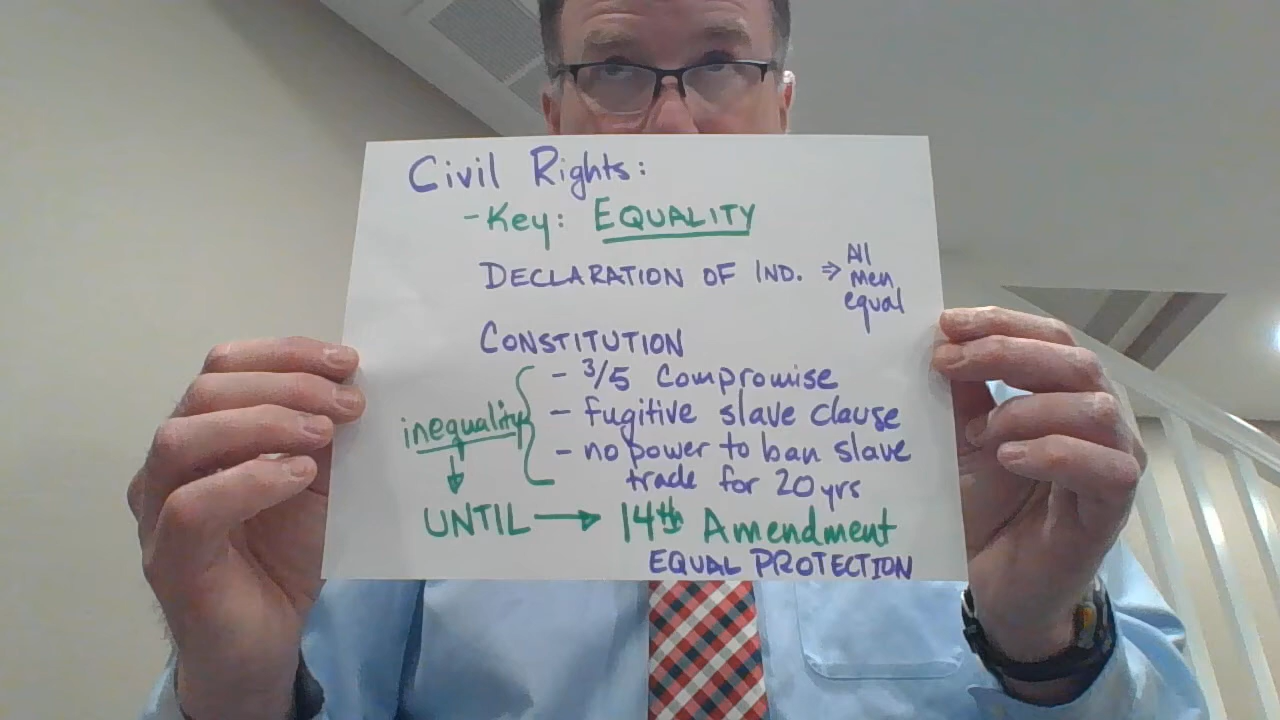 Civil Rights:
- Key: EQUALITY
DECLARATION OF IND. ⇒ All men equal
CONSTITUTION
- 3/5 Compromise
- fugitive slave clause
- no power to ban slave
trade for 20 yrs
inequality
UNTIL → 14th Amendment
EQUAL PROTECTION